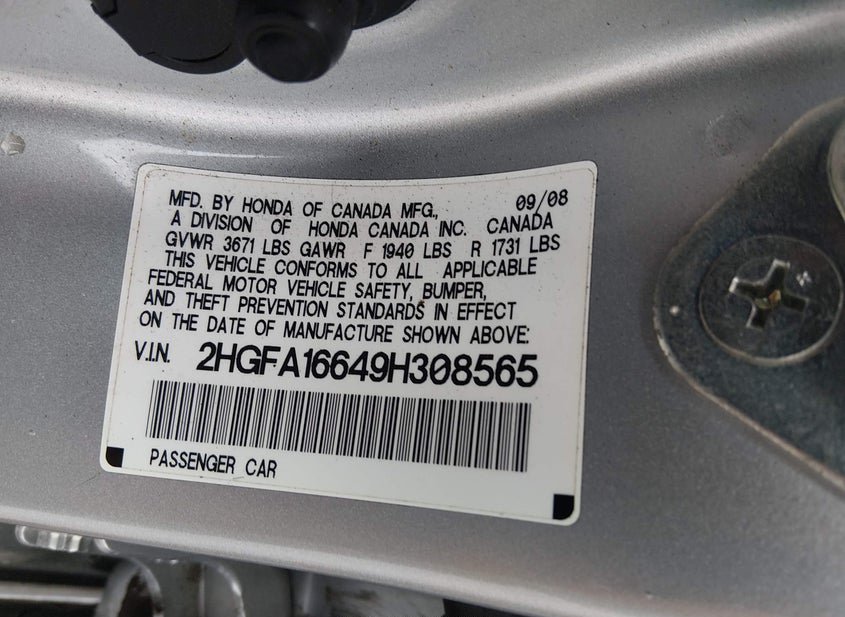 MFD. BY HONDA OF CANADA MFG., 09/08
A DIVISION OF HONDA CANADA INC. CANADA
GVWR 3671 LBS GAWR F 1940 LBS R 1731 LBS
THIS VEHICLE CONFORMS TO ALL APPLICABLE
FEDERAL MOTOR VEHICLE SAFETY, BUMPER,
AND THEFT PREVENTION STANDARDS IN EFFECT
ON THE DATE OF MANUFACTURE SHOWN ABOVE:
V.I.N. 2HGFA16649H308565
PASSENGER CAR